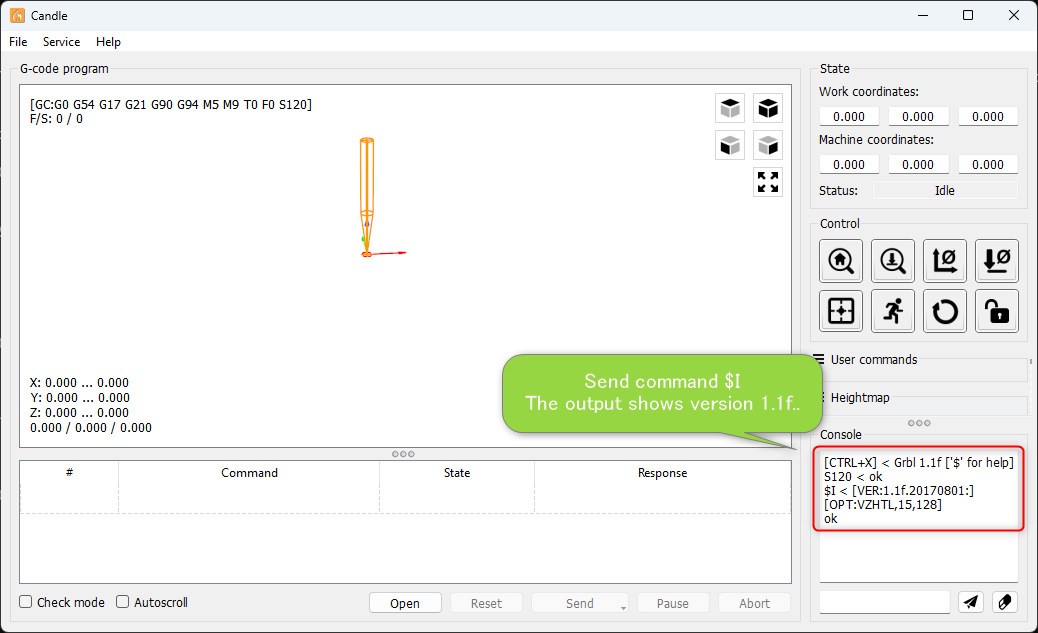 Candle
File Service Help
G-code program
[GC:G0 G54 G17 G21 G90 G94 M5 M9 T0 F0 S120]
F/S: 0 / 0
X: 0.000 ... 0.000
Y: 0.000 ... 0.000
Z: 0.000 ... 0.000
0.000 / 0.000 / 0.000
# Command State Response
Check mode Autoscroll Open Reset Send Pause Abort
State
Work coordinates:
0.000 0.000 0.000
Machine coordinates:
0.000 0.000 0.000
Status: Idle
Control
User commands
Heightmap
Send command $I
The output shows version 1.1f..
Console
[CTRL+X] < Grbl 1.1f ['$' for help]
S120 < ok
$I < [VER:1.1f.20170801:]
[OPT:VZHTL,15,128]
ok